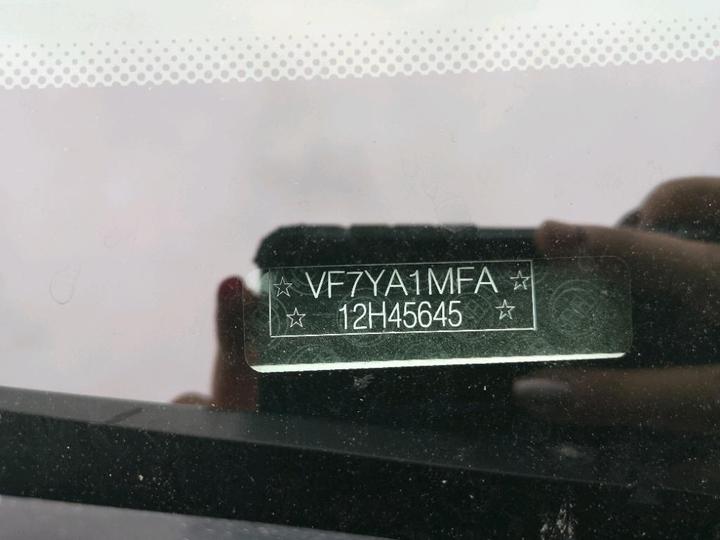 ☆ VF7YA1MFA ☆
☆ 12H45645 ☆